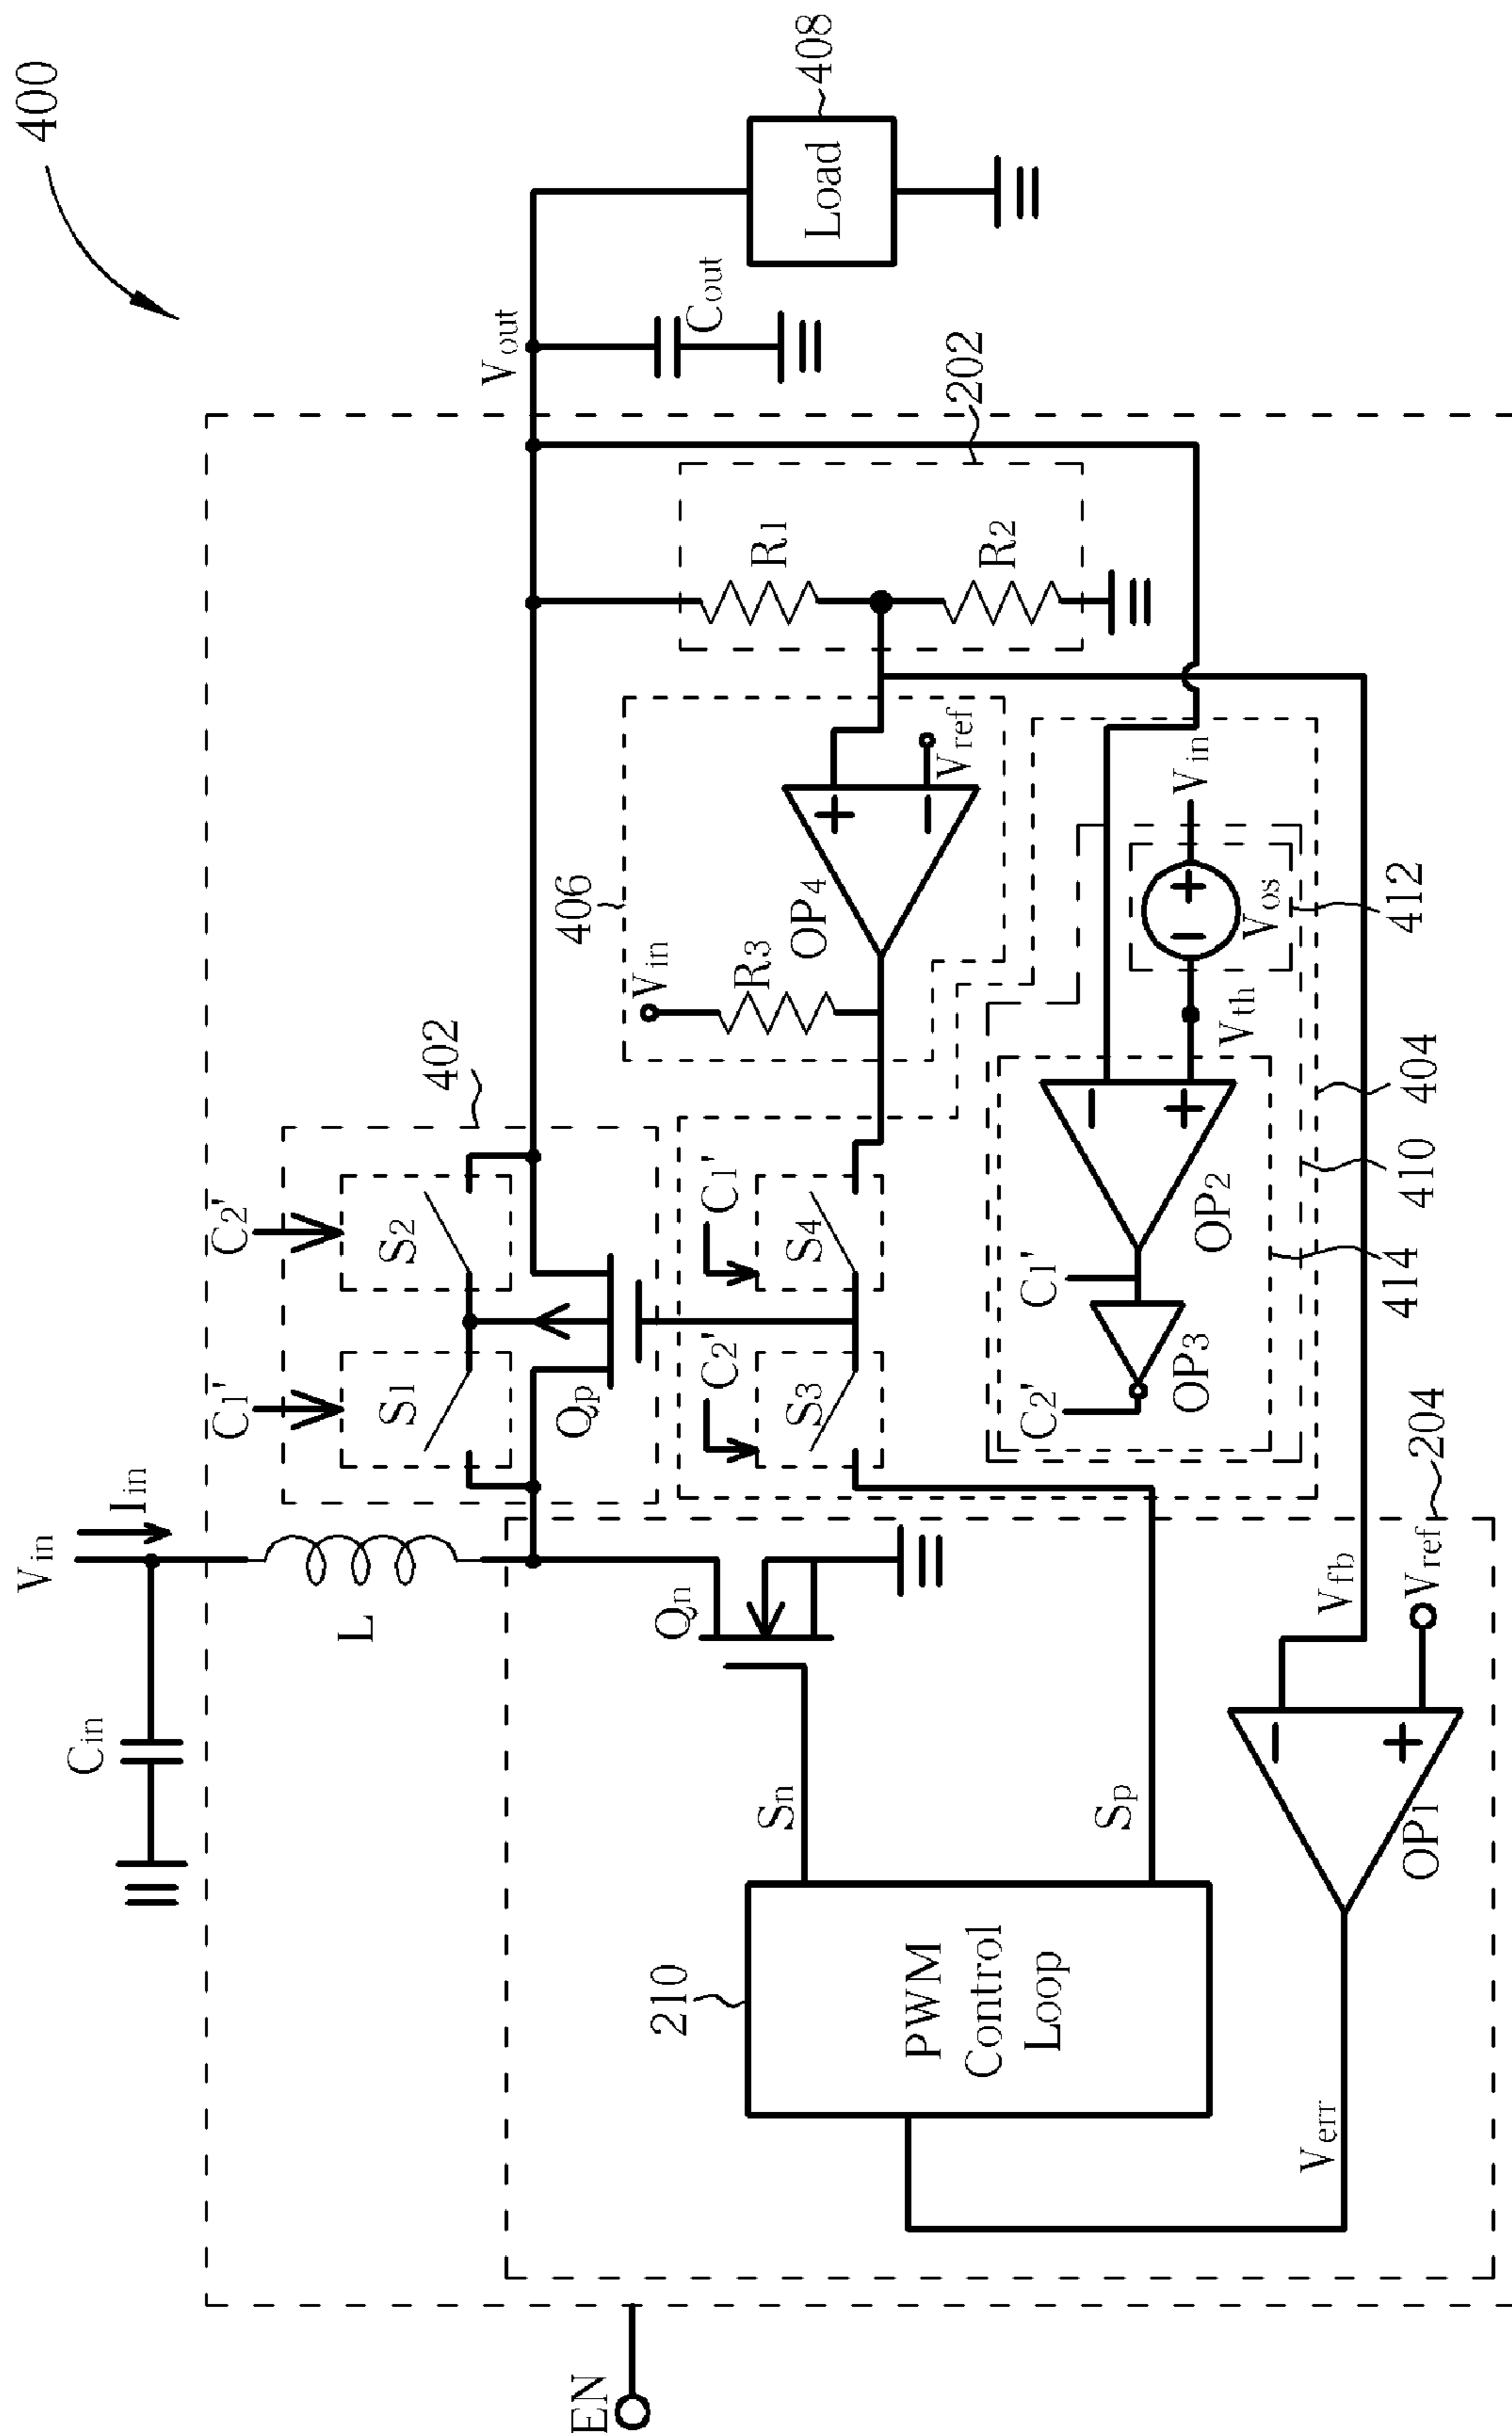 400
Vin
Iin
Cin
L
C1'
C2'
402
Vout
S1
S2
Qp
Cout
408
Load
EN
Qn
Sn
C2'
C1'
S3
S4
Vin
R3
406
OP4
Vref
R1
R2
202
210
PWM
Control
Loop
Sp
C2'
C1'
OP3
OP2
Vth
Vos
Vin
414
410
404
412
Verr
OP1
Vfb
Vref
204